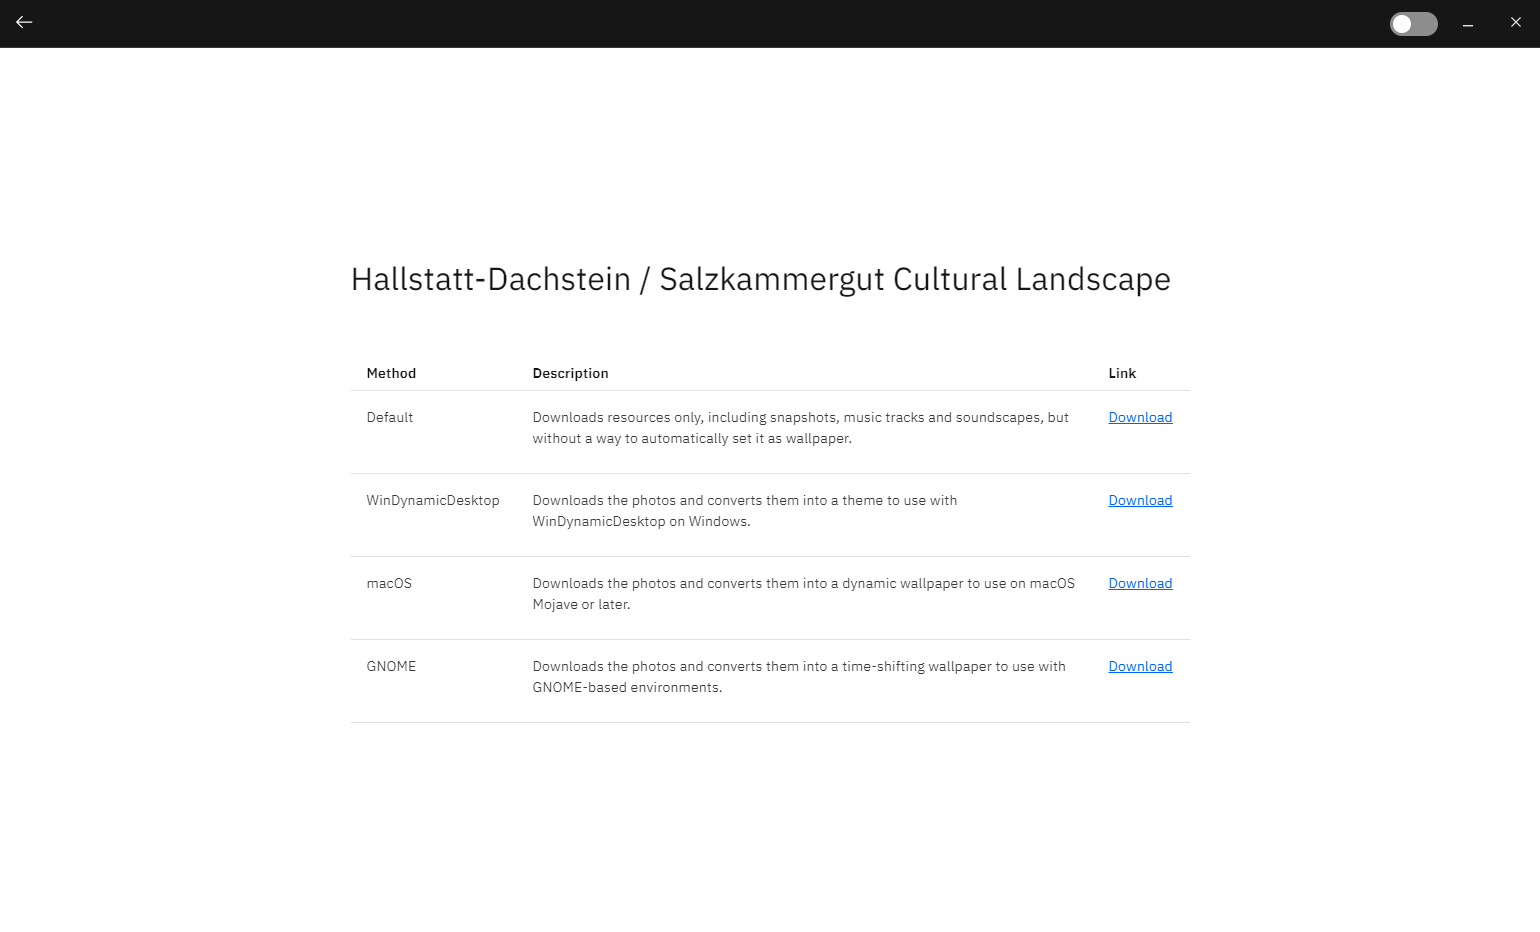 Hallstatt-Dachstein / Salzkammergut Cultural Landscape
Method Description Link
Default Downloads resources only, including snapshots, music tracks and soundscapes, but Download
without a way to automatically set it as wallpaper.
WinDynamicDesktop Downloads the photos and converts them into a theme to use with Download
WinDynamicDesktop on Windows.
macOS Downloads the photos and converts them into a dynamic wallpaper to use on macOS Download
Mojave or later.
GNOME Downloads the photos and converts them into a time-shifting wallpaper to use with Download
GNOME-based environments.